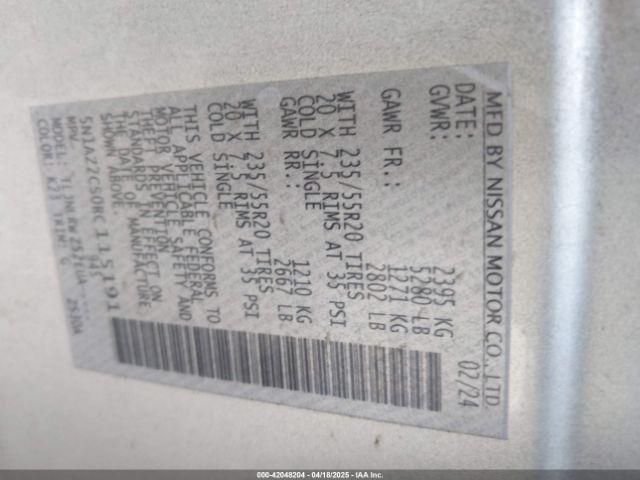 MFD BY NISSAN MOTOR CO., LTD.
DATE: 02/24
GVWR: 2395 KG
5280 LB
GAWR FR.: 1271 KG
2802 LB
WITH 235/55R20 TIRES
20 X 7.5 RIMS AT 35 PSI
COLD SINGLE
GAWR RR.: 1210 KG
2667 LB
WITH 235/55R20 TIRES
20 X 7.5 RIMS AT 35 PSI
COLD SINGLE
THIS VEHICLE CONFORMS TO
ALL APPLICABLE FEDERAL
MOTOR VEHICLE SAFETY AND
THEFT PREVENTION
STANDARDS IN EFFECT ON
THE DATE OF MANUFACTURE
SHOWN ABOVE.
5N1AZ2CS0RC115191
MPV
MODEL:
COLOR: K23 TRIM: G
000-42048204 - 04/18/2025 - IAA Inc.